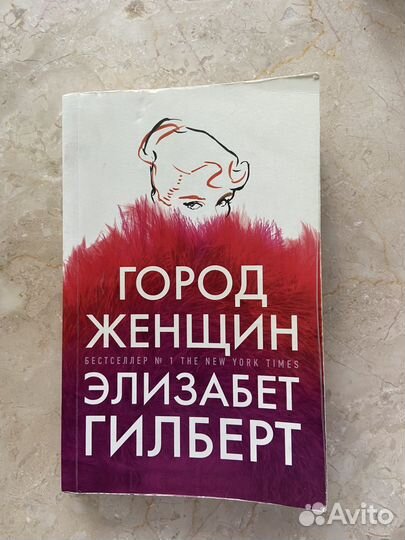 ГОРОД
ЖЕНЩИН
БЕСТСЕЛЛЕР № 1 THE NEW YORK TIMES
ЭЛИЗАБЕТ
ГИЛБЕРТ
Avito